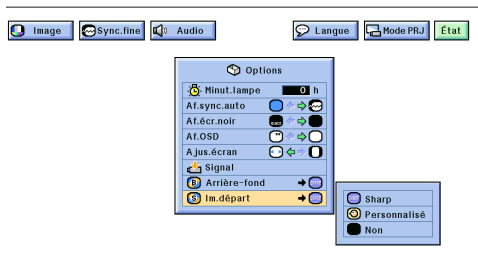 Image Sync.fine Audio Langue Mode PRJ État
Options
Minut.lampe 0 h
Af.sync.auto
Af.écr.noir
Af.OSD
Ajus.écran
Signal
Arrière-fond
Im.départ
Sharp
Personnalisé
Non